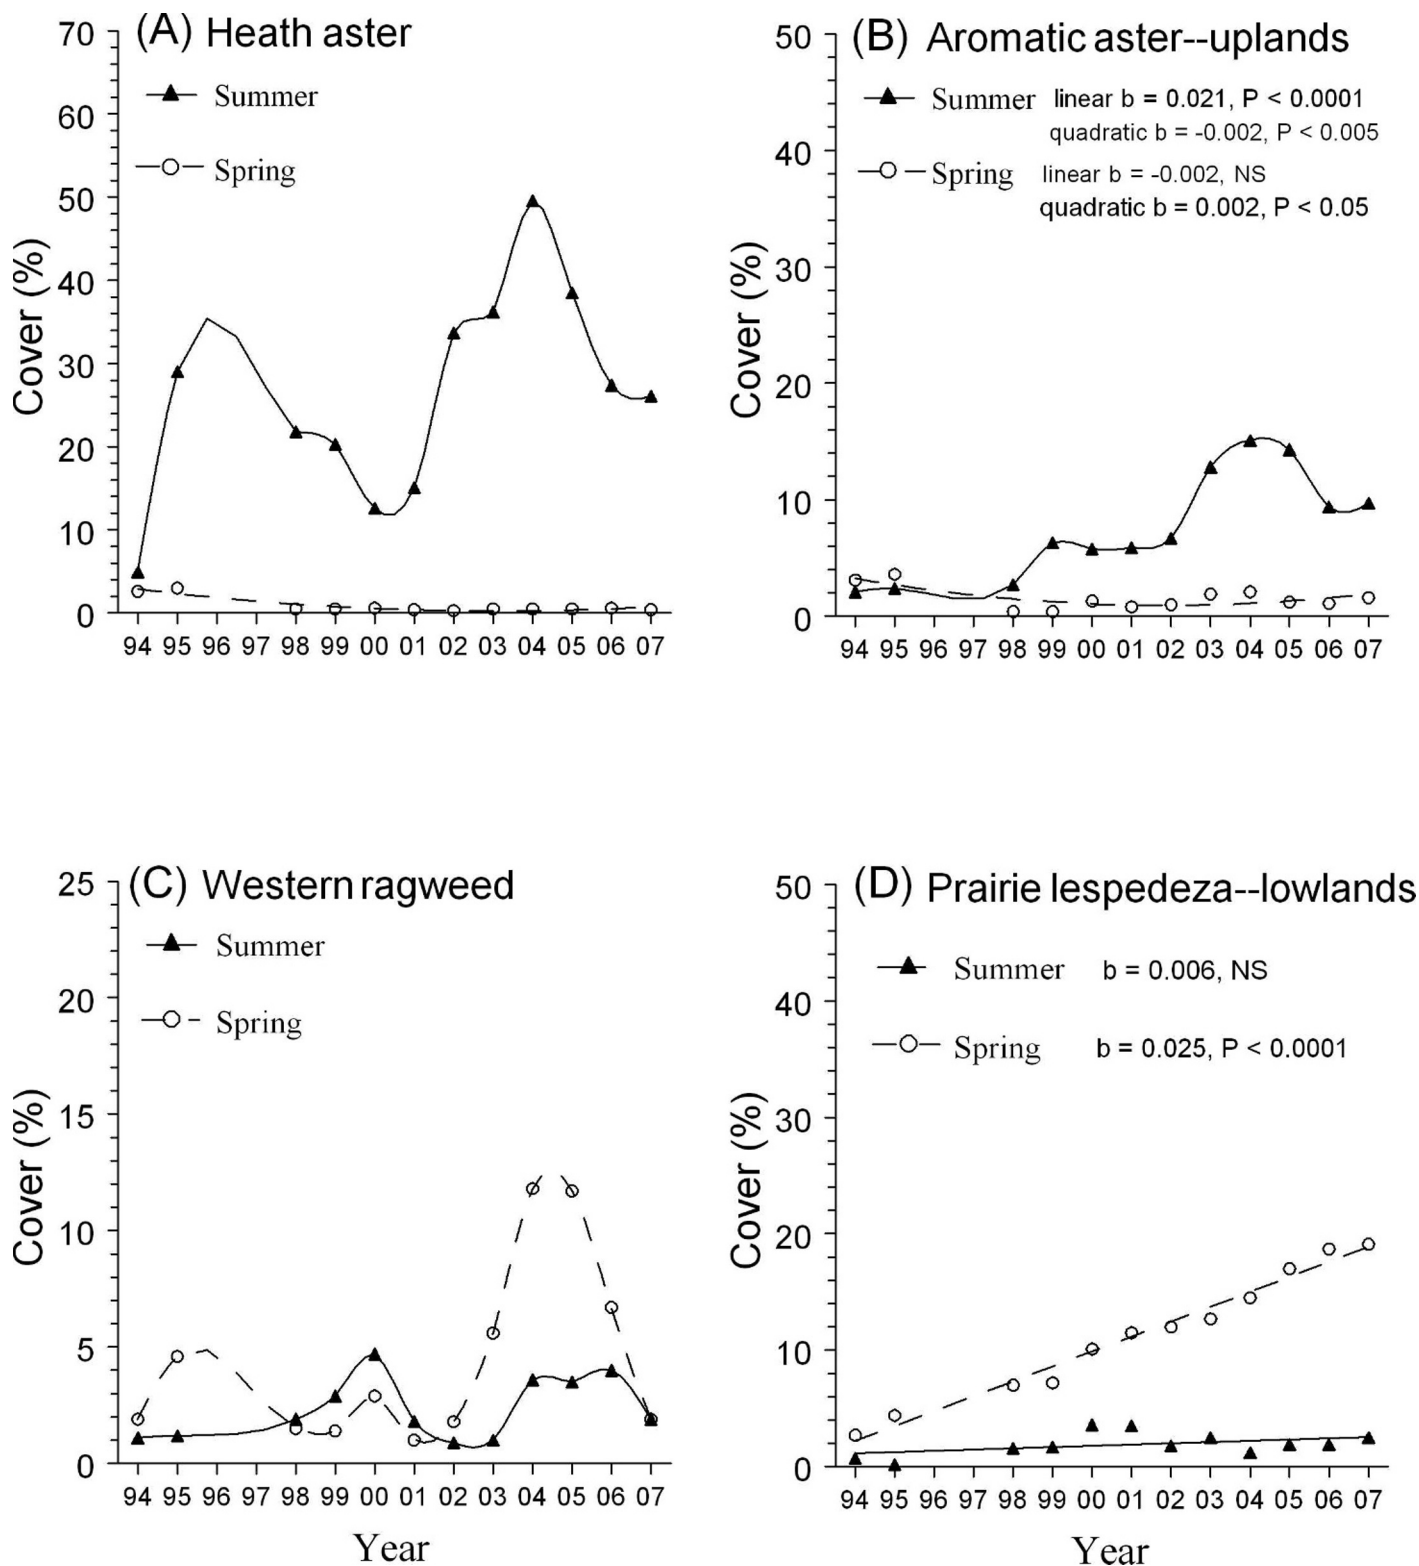 (A) Heath aster
Summer
Spring
Cover (%)
70
60
50
40
30
20
10
0
94 95 96 97 98 99 00 01 02 03 04 05 06 07
(B) Aromatic aster--uplands
Summer linear b = 0.021, P < 0.0001
quadratic b = -0.002, P < 0.005
Spring linear b = -0.002, NS
quadratic b = 0.002, P < 0.05
Cover (%)
50
40
30
20
10
0
94 95 96 97 98 99 00 01 02 03 04 05 06 07
(C) Western ragweed
Summer
Spring
Cover (%)
25
20
15
10
5
0
94 95 96 97 98 99 00 01 02 03 04 05 06 07
Year
(D) Prairie lespedeza--lowlands
Summer b = 0.006, NS
Spring b = 0.025, P < 0.0001
Cover (%)
50
40
30
20
10
0
94 95 96 97 98 99 00 01 02 03 04 05 06 07
Year